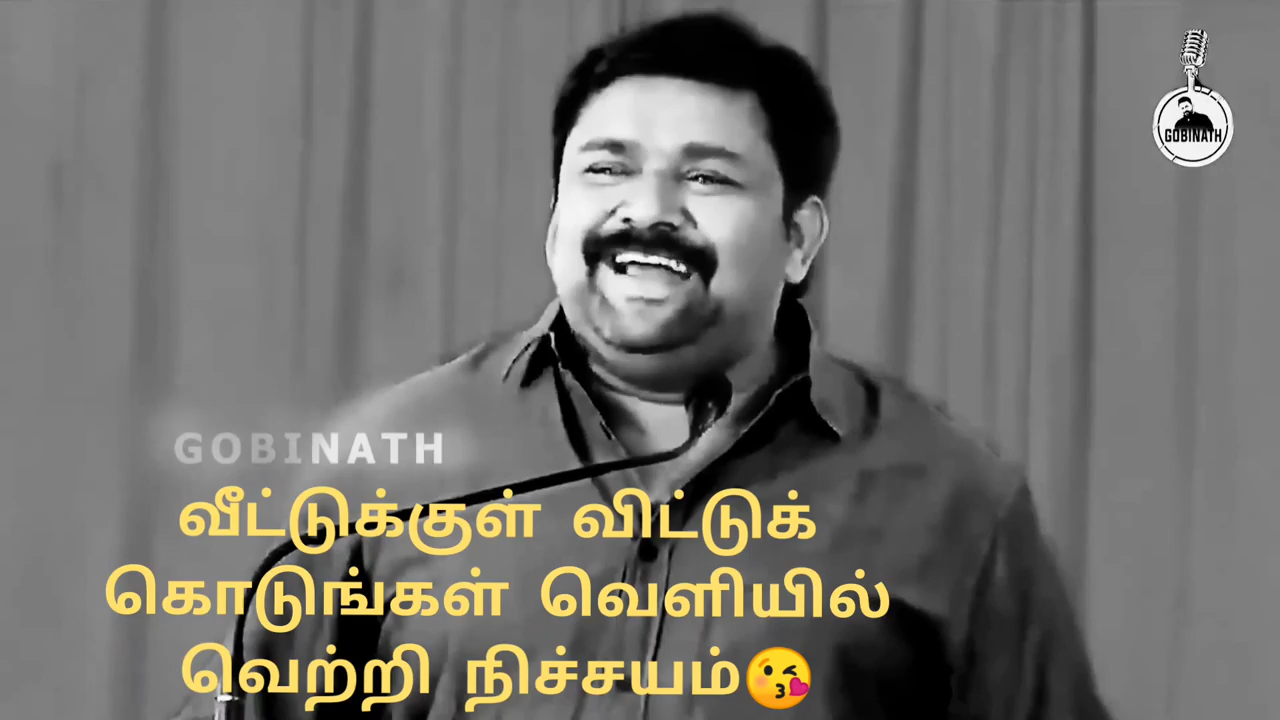 GOBINATH
GOBINATH
வீட்டுக்குள் விட்டுக்
கொடுங்கள் வெளியில்
வெற்றி நிச்சயம்😘